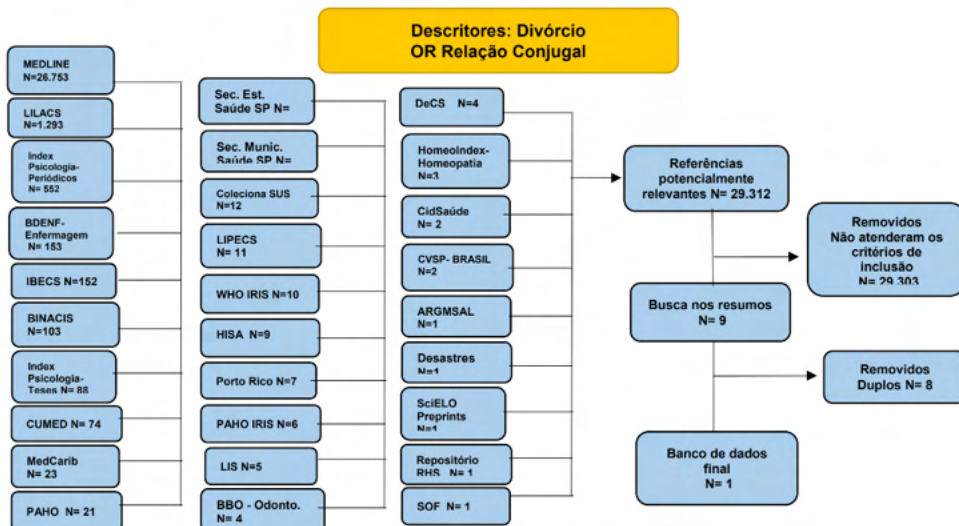 Descritores: Divórcio
OR Relação Conjugal
MEDLINE
N=26.753
LILACS
N=1.293
Index
Psicologia-
Periódicos
N= 552
BDENF-
Enfermagem
N= 153
IBECS N=152
BINACIS
N=103
Index
Psicologia-
Teses N= 88
CUMED N= 74
MedCarib
N= 23
PAHO N= 21
Sec. Est.
Saúde SP N=
Sec. Munic.
Saúde SP N=
Coleciona SUS
N=12
LIPECS
N= 11
WHO IRIS N=10
HISA N=9
Porto Rico N=7
PAHO IRIS N=6
LIS N=5
BBO - Odonto.
N= 4
DeCS N=4
HomeoIndex-
Homeopatia
N=3
CidSaúde
N= 2
CVSP- BRASIL
N=2
ARGMSAL
N=1
Desastres
N=1
SciELO
Preprints
N=1
Repositório
RHS N= 1
SOF N= 1
Referências
potencialmente
relevantes N= 29.312
Removidos
Não atenderam os
critérios de
inclusão
N= 29.303
Busca nos resumos
N= 9
Removidos
Duplos N= 8
Banco de dados
final
N= 1